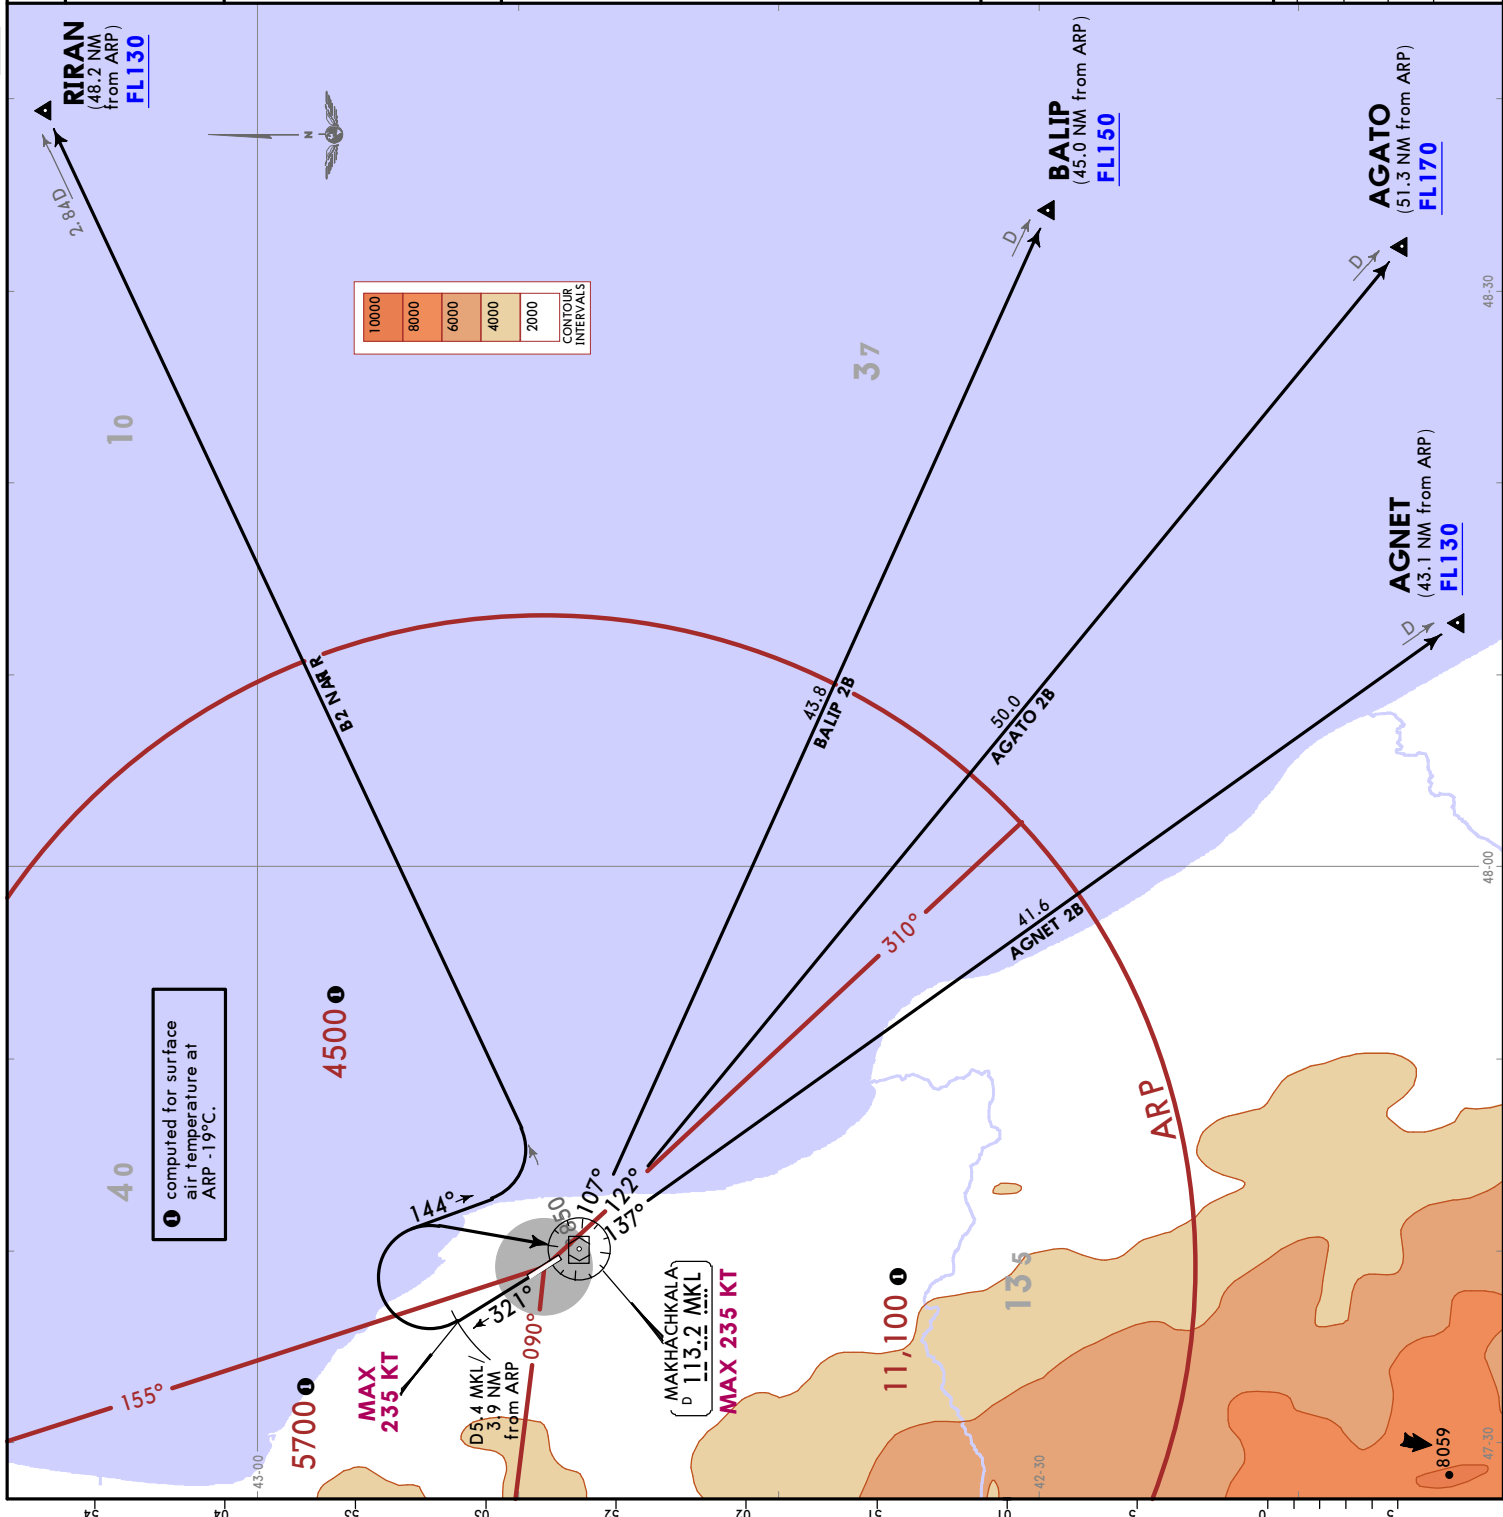 RIRAN
(48.2 NM
from ARP)
FL130
2.84D
N
BALIP
(45.0 NM from ARP)
FL150
D
AGATO
(51.3 NM from ARP)
FL170
D
AGNET
(43.1 NM from ARP)
FL130
D
10000
8000
6000
4000
2000
CONTOUR
INTERVALS
10
37
40
135
48-30
48-00
47-30
43-00
42-30
43.8
BALIP 2B
50.0
AGATO 2B
41.6
AGNET 2B
310°
ARP
1 computed for surface
air temperature at
ARP -19°C.
4500 1
5700 1
11,100 1
155°
090°
144°
321°
107°
122°
137°
MAX
235 KT
D5.4 MKL/
3.9 NM
from ARP
MAKHACHKALA
D 113.2 MKL
MAX 235 KT
8059